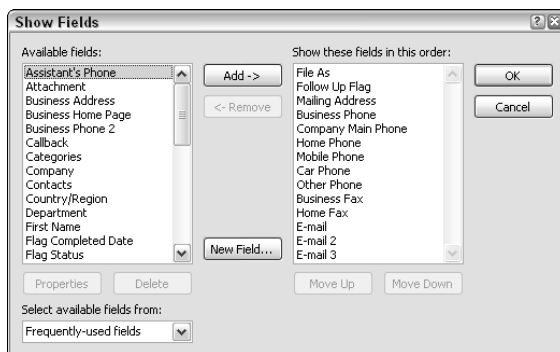 Show Fields
Available fields:
Assistant's Phone
Attachment
Business Address
Business Home Page
Business Phone 2
Callback
Categories
Company
Contacts
Country/Region
Department
First Name
Flag Completed Date
Flag Status
Properties
Delete
Select available fields from:
Frequently-used fields
Add ->
<- Remove
New Field...
Show these fields in this order:
File As
Follow Up Flag
Mailing Address
Business Phone
Company Main Phone
Home Phone
Mobile Phone
Car Phone
Other Phone
Business Fax
Home Fax
E-mail
E-mail 2
E-mail 3
Move Up
Move Down
OK
Cancel